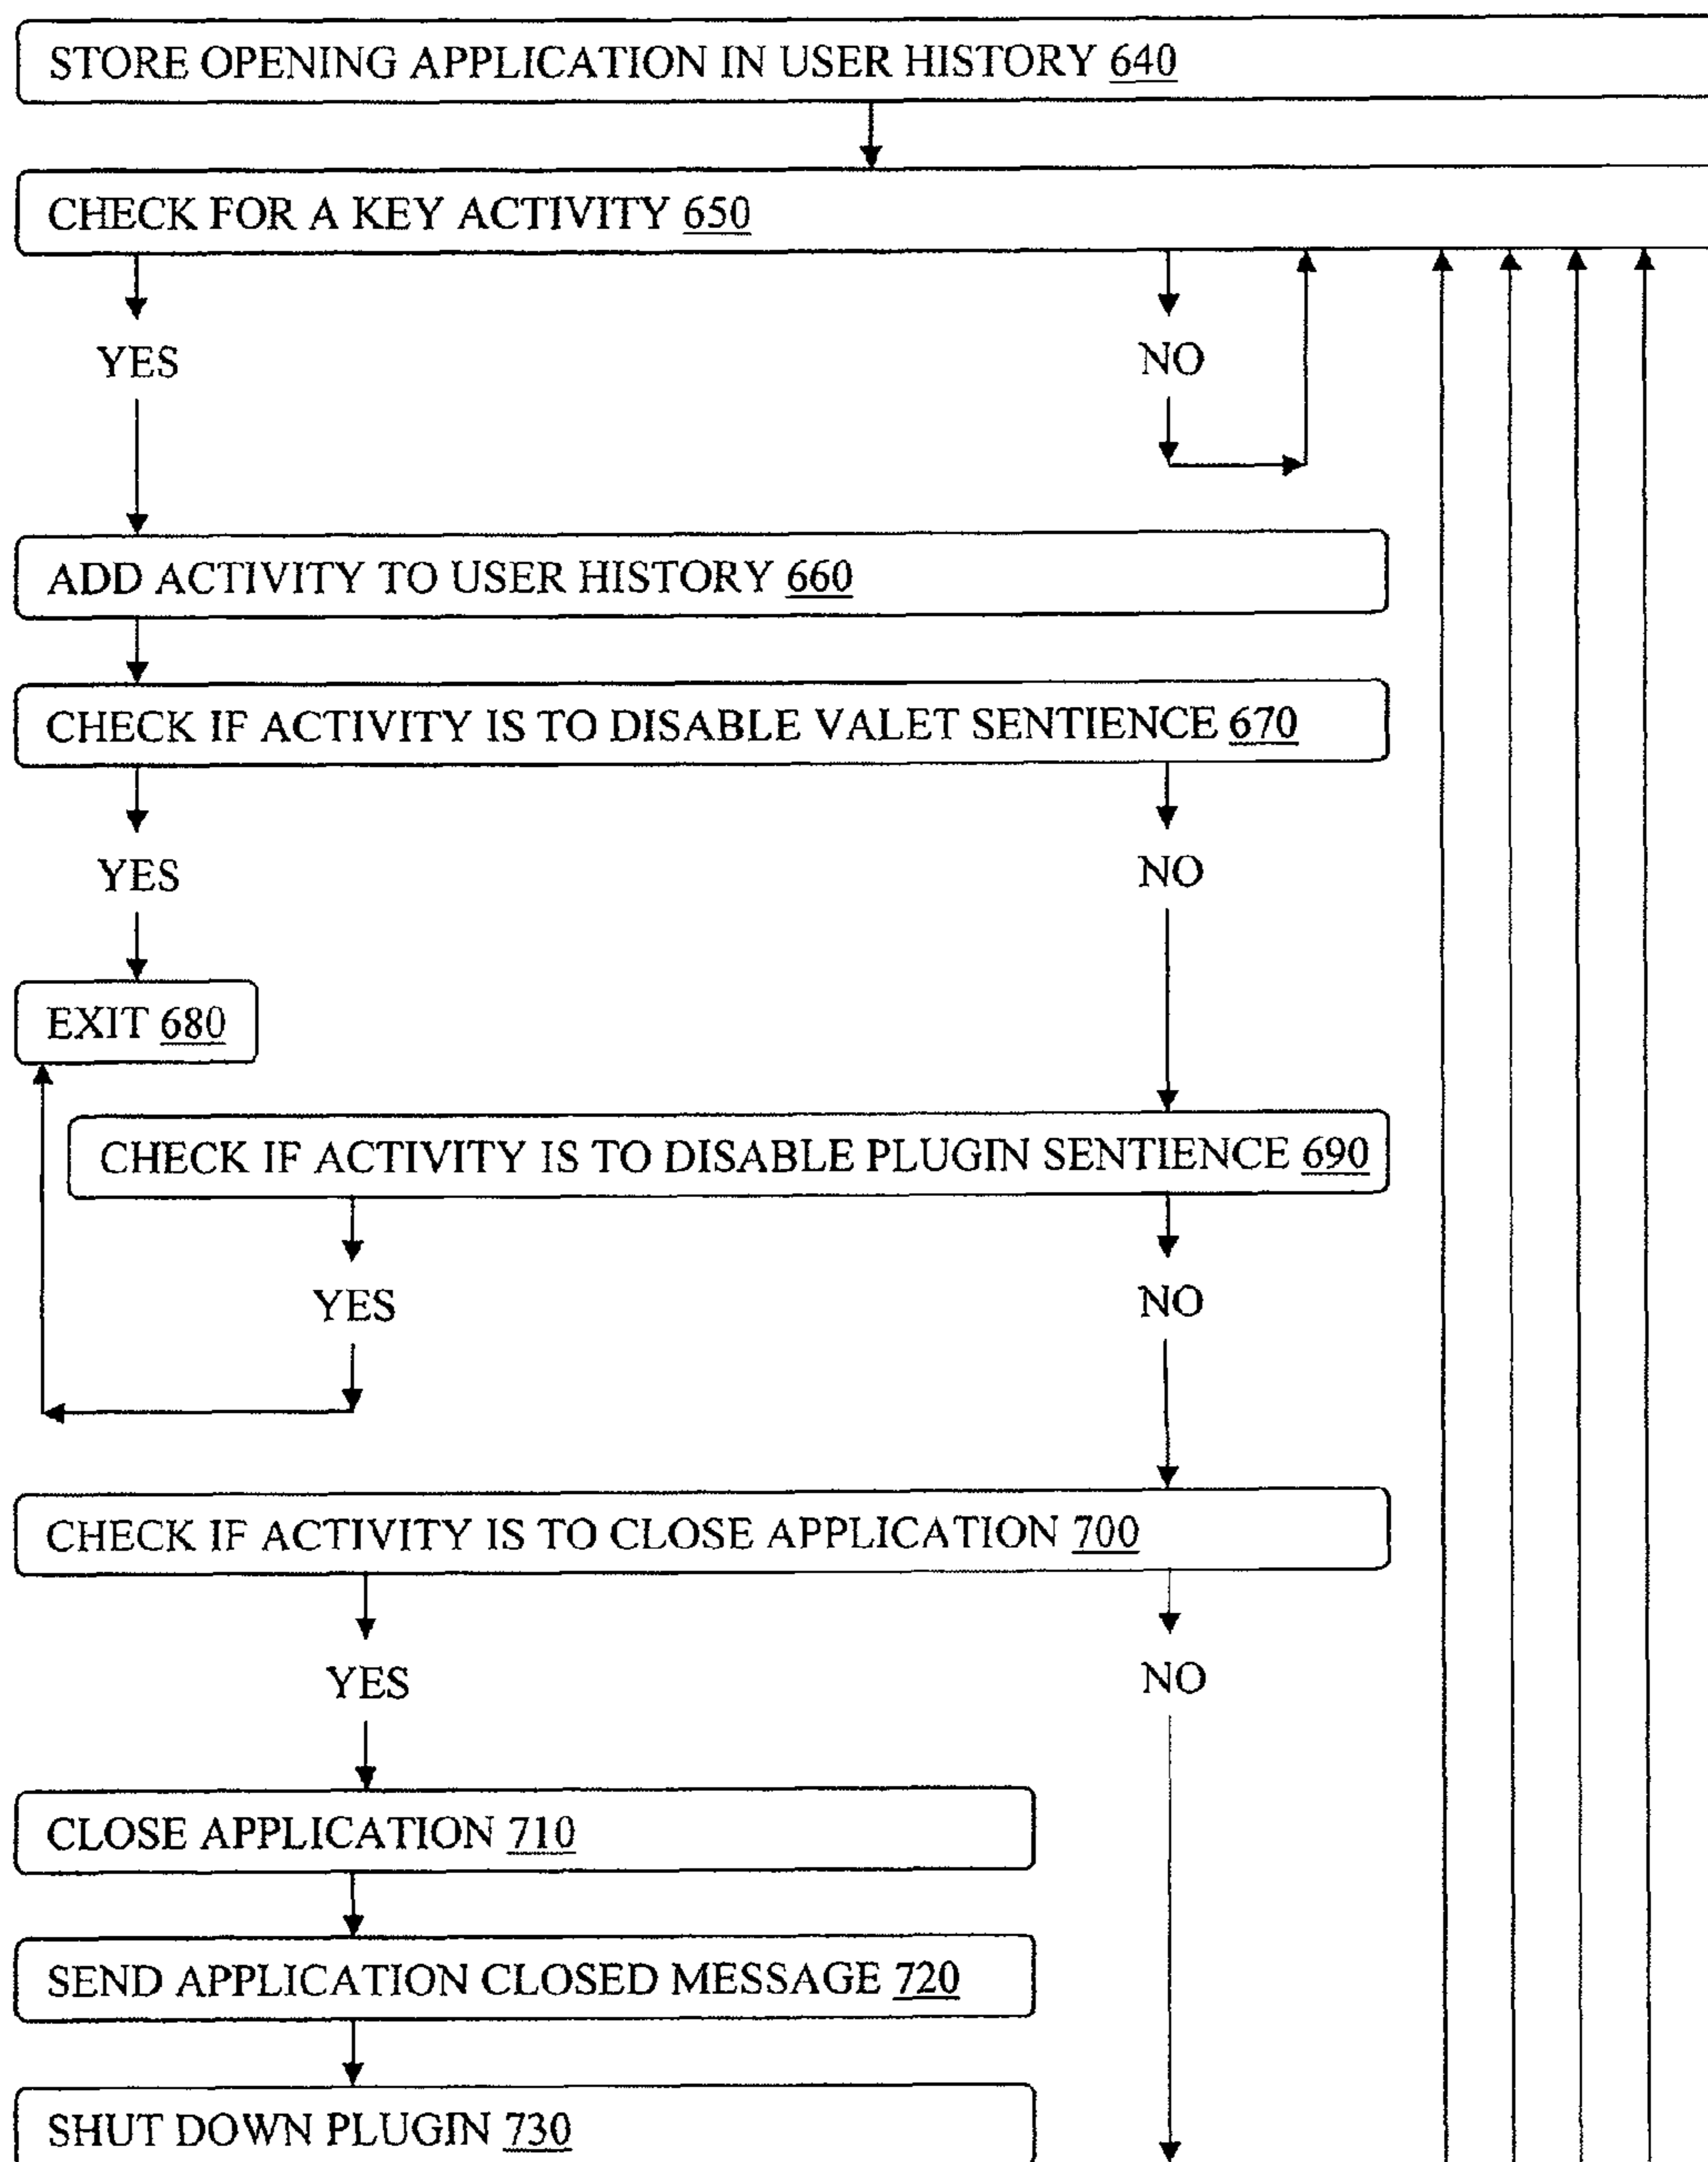 STORE OPENING APPLICATION IN USER HISTORY 640
CHECK FOR A KEY ACTIVITY 650
YES
NO
ADD ACTIVITY TO USER HISTORY 660
CHECK IF ACTIVITY IS TO DISABLE VALET SENTIENCE 670
YES
NO
EXIT 680
CHECK IF ACTIVITY IS TO DISABLE PLUGIN SENTIENCE 690
YES
NO
CHECK IF ACTIVITY IS TO CLOSE APPLICATION 700
YES
NO
CLOSE APPLICATION 710
SEND APPLICATION CLOSED MESSAGE 720
SHUT DOWN PLUGIN 730